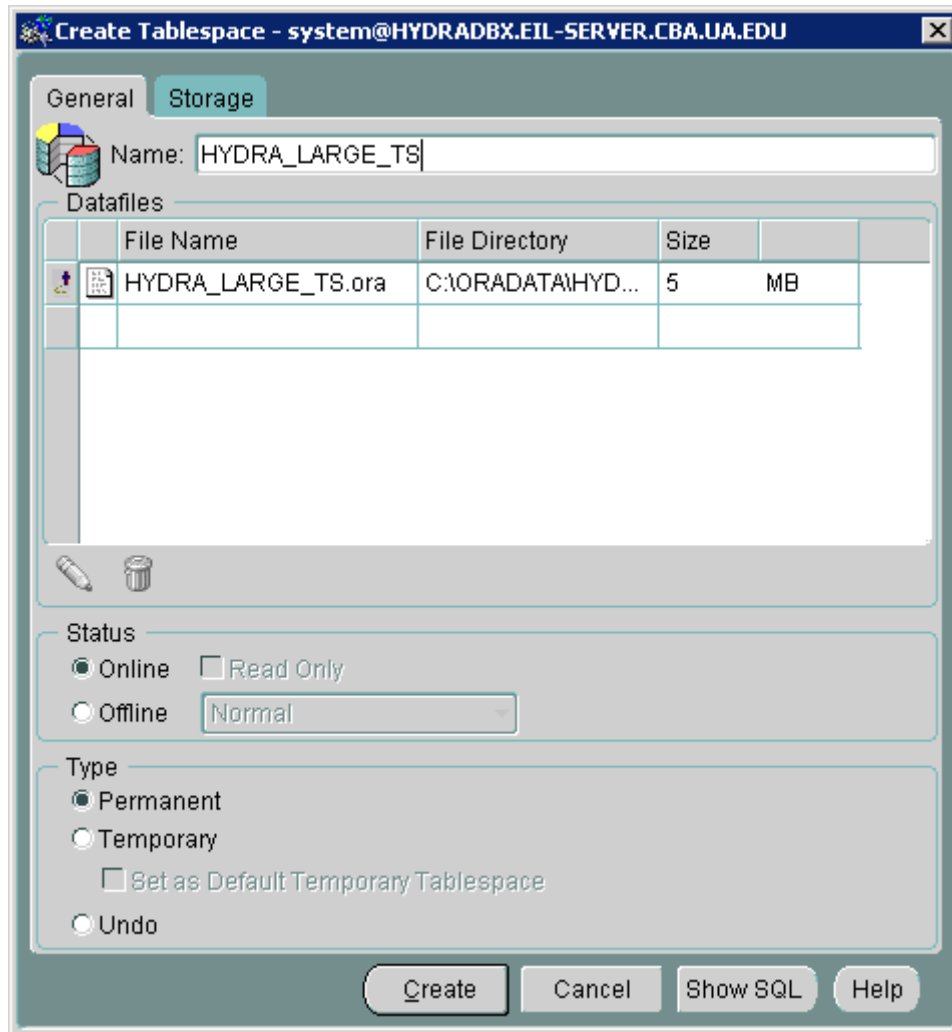 Create Tablespace - system@HYDRADBX.EIL-SERVER.CBA.UA.EDU
General Storage
Name: HYDRA_LARGE_TS
Datafiles
File Name File Directory Size
HYDRA_LARGE_TS.ora C:\ORADATA\HYD... 5 MB
Status
Online Read Only
Offline Normal
Type
Permanent
Temporary
Set as Default Temporary Tablespace
Undo
Create Cancel Show SQL Help